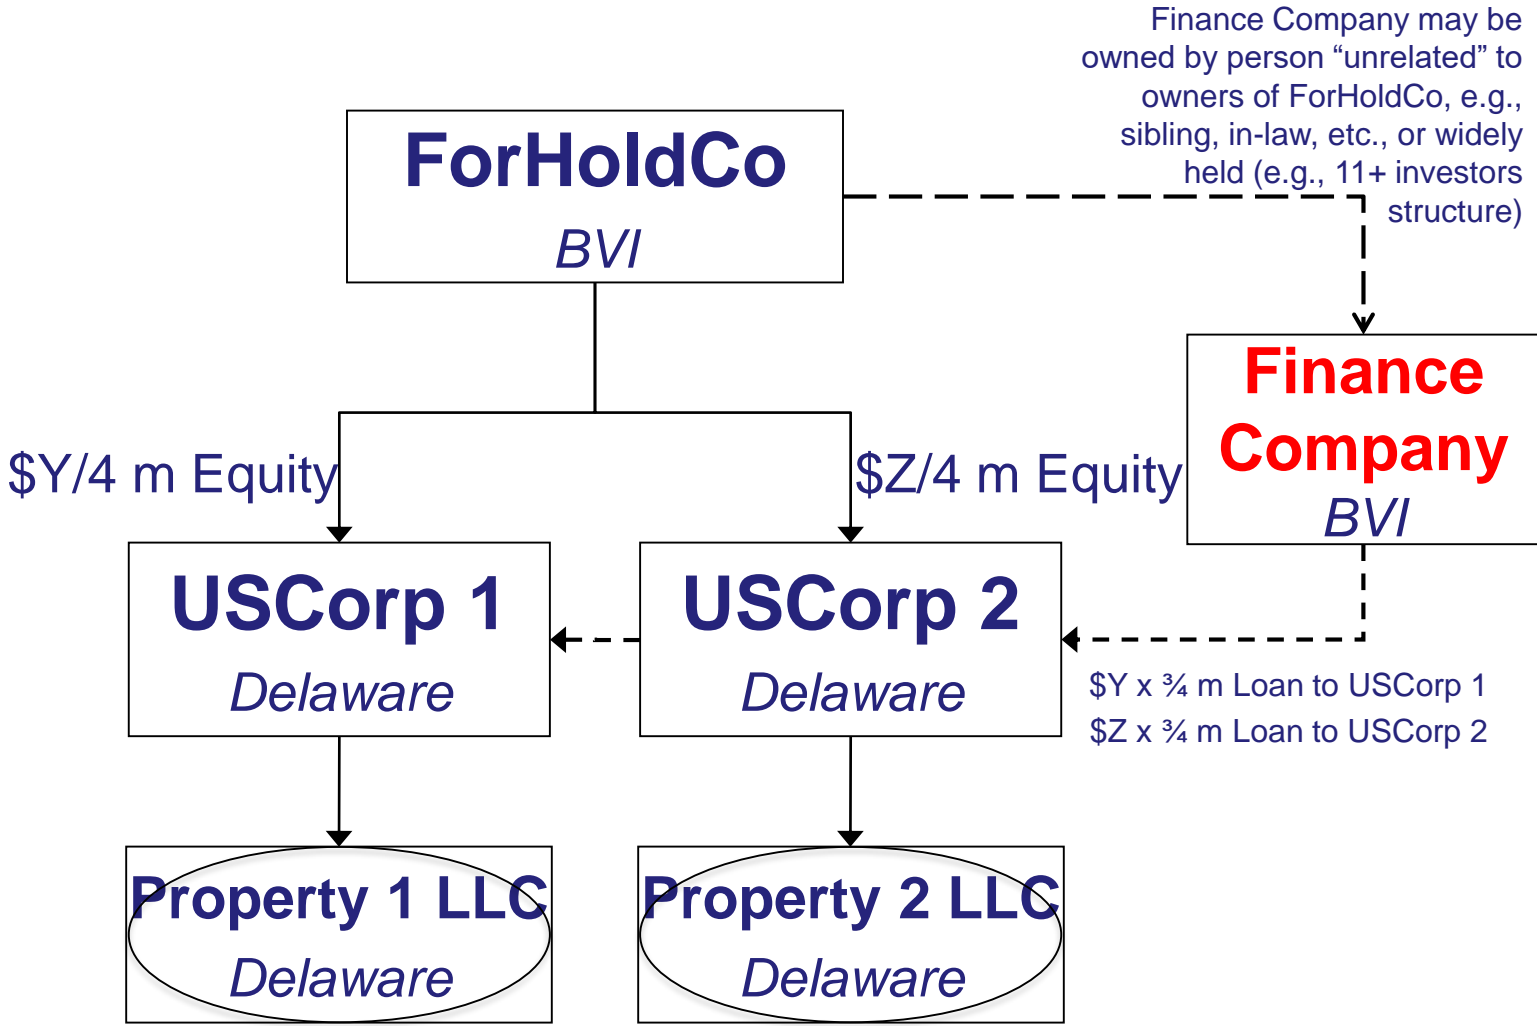 Finance Company may be
owned by person “unrelated” to
owners of ForHoldCo, e.g.,
sibling, in-law, etc., or widely
held (e.g., 11+ investors
structure)
ForHoldCo
BVI
Finance
Company
BVI
$Y/4 m Equity
$Z/4 m Equity
USCorp 1
Delaware
USCorp 2
Delaware
$Y x ¾ m Loan to USCorp 1
$Z x ¾ m Loan to USCorp 2
Property 1 LLC
Delaware
Property 2 LLC
Delaware